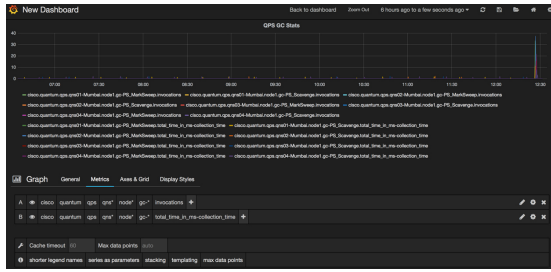 New Dashboard Back to dashboard Zoom Out 6 hours ago to a few seconds ago
QPS GC Stats
40
30
20
10
0
07:00 07:30 08:00 08:30 09:00 09:30 10:00 10:30 11:00 11:30 12:00 12:30
cisco.quantum.qps.qns01-Mumbai.node1.gc-PS_MarkSweep.invocations cisco.quantum.qps.qns01-Mumbai.node1.gc-PS_Scavenge.invocations cisco.quantum.qps.qns02-Mumbai.node1.gc-PS_MarkSweep.invocations
cisco.quantum.qps.qns02-Mumbai.node1.gc-PS_Scavenge.invocations cisco.quantum.qps.qns03-Mumbai.node1.gc-PS_MarkSweep.invocations cisco.quantum.qps.qns03-Mumbai.node1.gc-PS_Scavenge.invocations
cisco.quantum.qps.qns04-Mumbai.node1.gc-PS_MarkSweep.invocations cisco.quantum.qps.qns04-Mumbai.node1.gc-PS_Scavenge.invocations
cisco.quantum.qps.qns01-Mumbai.node1.gc-PS_MarkSweep.total_time_in_ms-collection_time cisco.quantum.qps.qns01-Mumbai.node1.gc-PS_Scavenge.total_time_in_ms-collection_time
cisco.quantum.qps.qns02-Mumbai.node1.gc-PS_MarkSweep.total_time_in_ms-collection_time cisco.quantum.qps.qns02-Mumbai.node1.gc-PS_Scavenge.total_time_in_ms-collection_time
cisco.quantum.qps.qns03-Mumbai.node1.gc-PS_MarkSweep.total_time_in_ms-collection_time cisco.quantum.qps.qns03-Mumbai.node1.gc-PS_Scavenge.total_time_in_ms-collection_time
cisco.quantum.qps.qns04-Mumbai.node1.gc-PS_MarkSweep.total_time_in_ms-collection_time cisco.quantum.qps.qns04-Mumbai.node1.gc-PS_Scavenge.total_time_in_ms-collection_time
Graph General Metrics Axes & Grid Display Styles
A cisco quantum qps qns* node* gc-* invocations +
B cisco quantum qps qns* node* gc-* total_time_in_ms-collection_time +
Cache timeout 60 Max data points auto
shorter legend names series as parameters stacking templating max data points